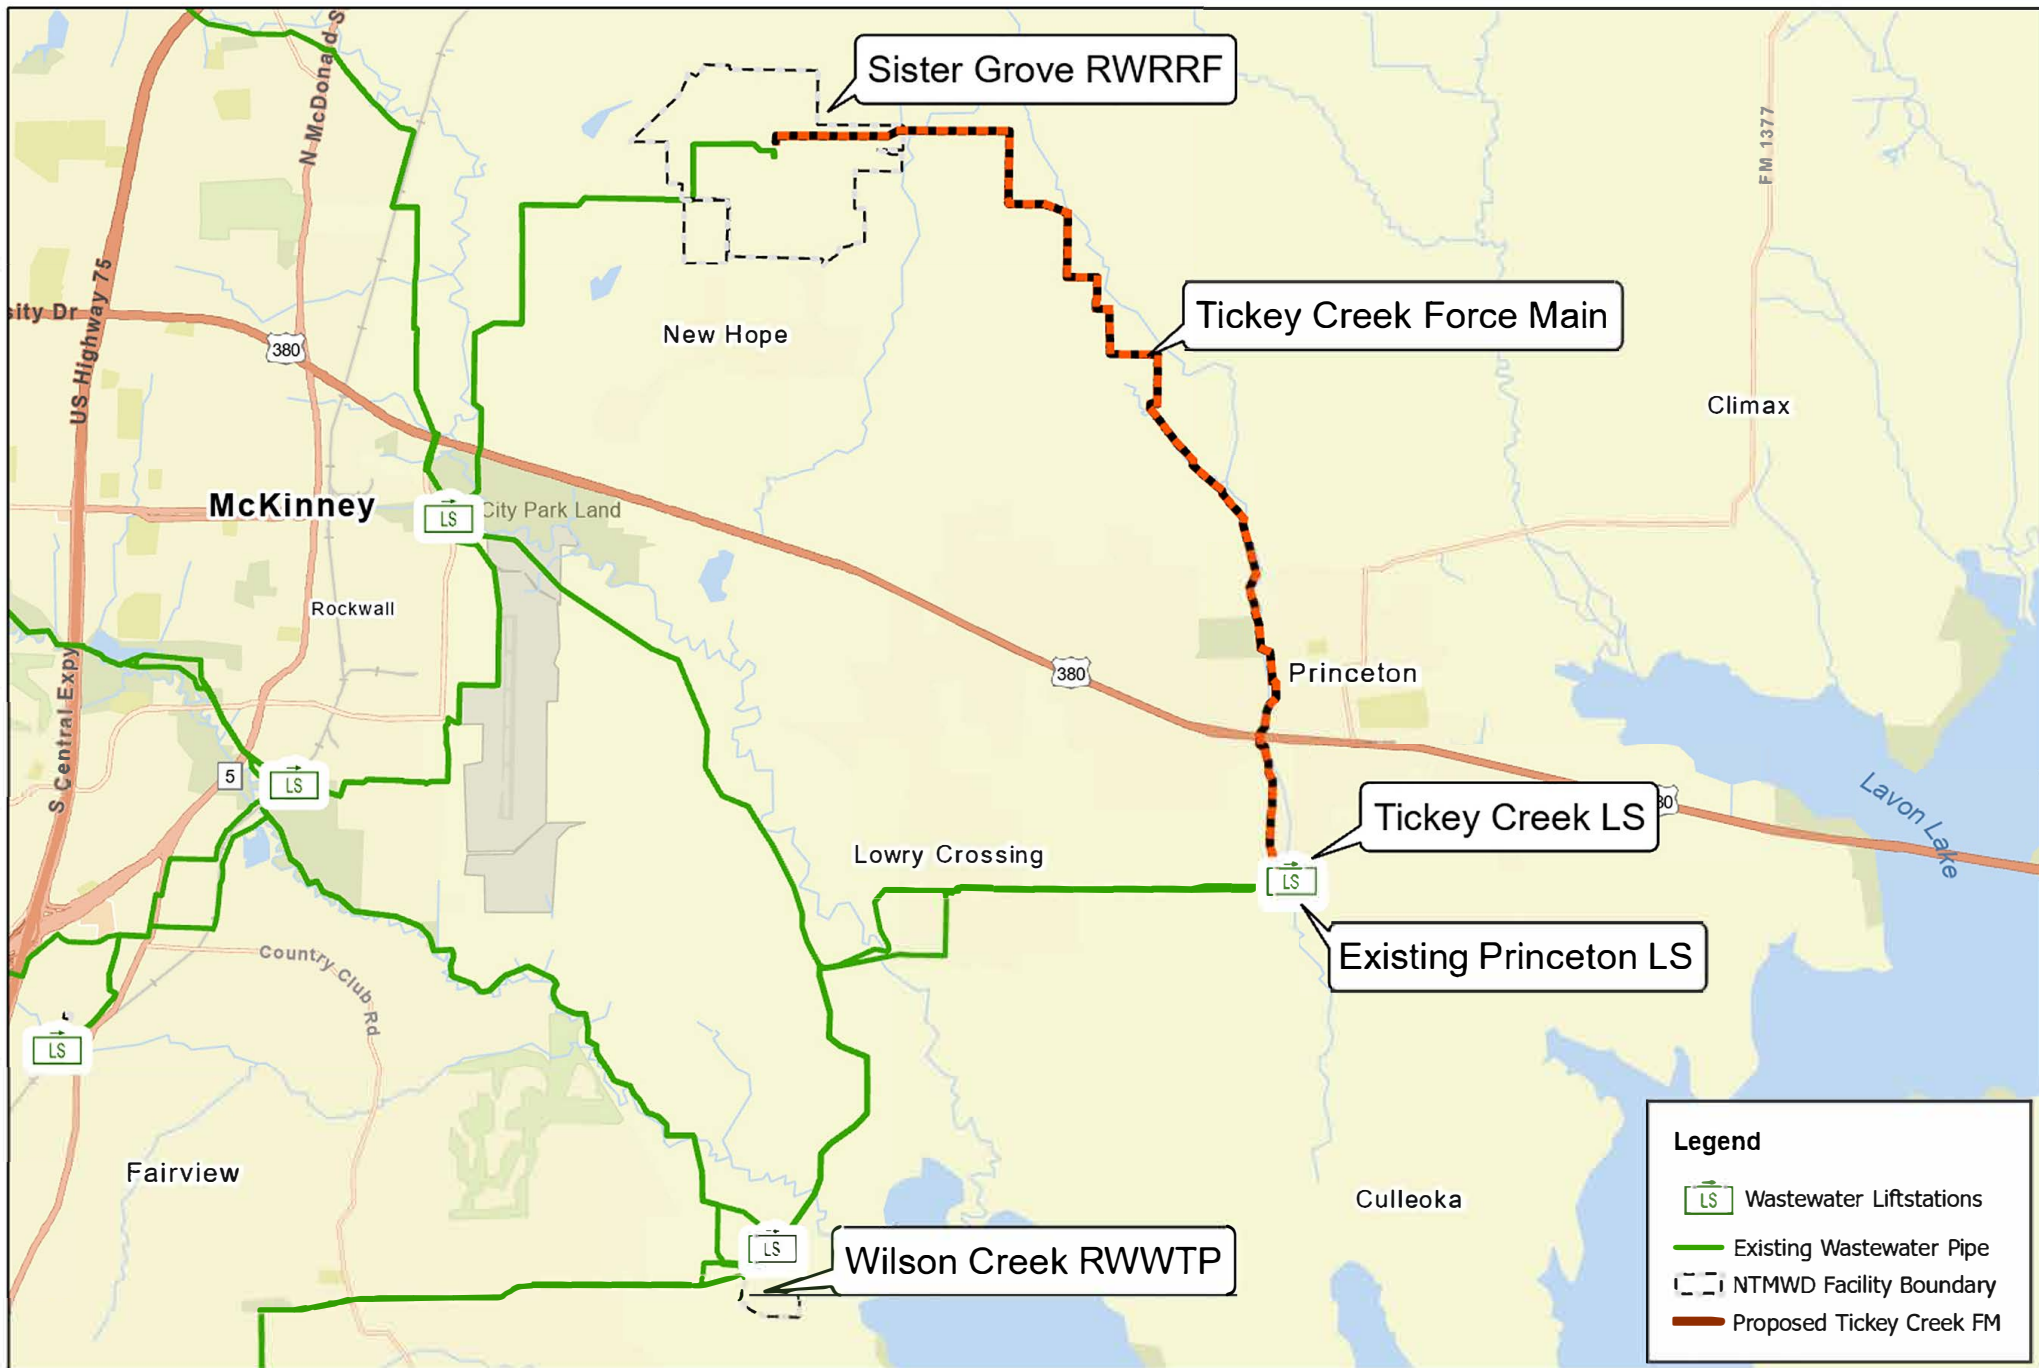 N McDonad S
Sister Grove RWRRF
FM 1377
US Highway 75
sity Dr
380
New Hope
Tickey Creek Force Main
Climax
McKinney
LS
City Park Land
Rockwall
S Central Expy
380
Princeton
5
LS
Lavon Lake
80
Tickey Creek LS
Lowry Crossing
LS
Existing Princeton LS
Country Club Rd
LS
Fairview
Culleoka
LS
Wilson Creek RWWTP
Legend
LS Wastewater Liftstations
Existing Wastewater Pipe
NTMWD Facility Boundary
Proposed Tickey Creek FM